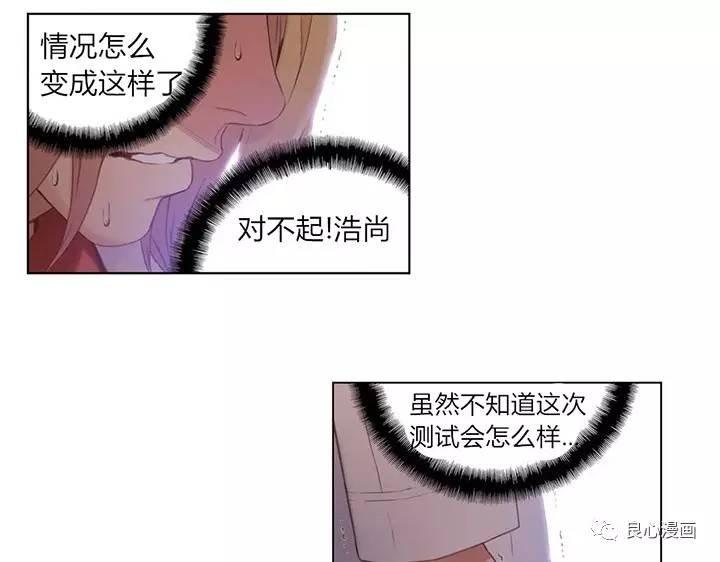 情况怎么
变成这样了
对不起!浩尚
虽然不知道这次
测试会怎么样...
良心漫画